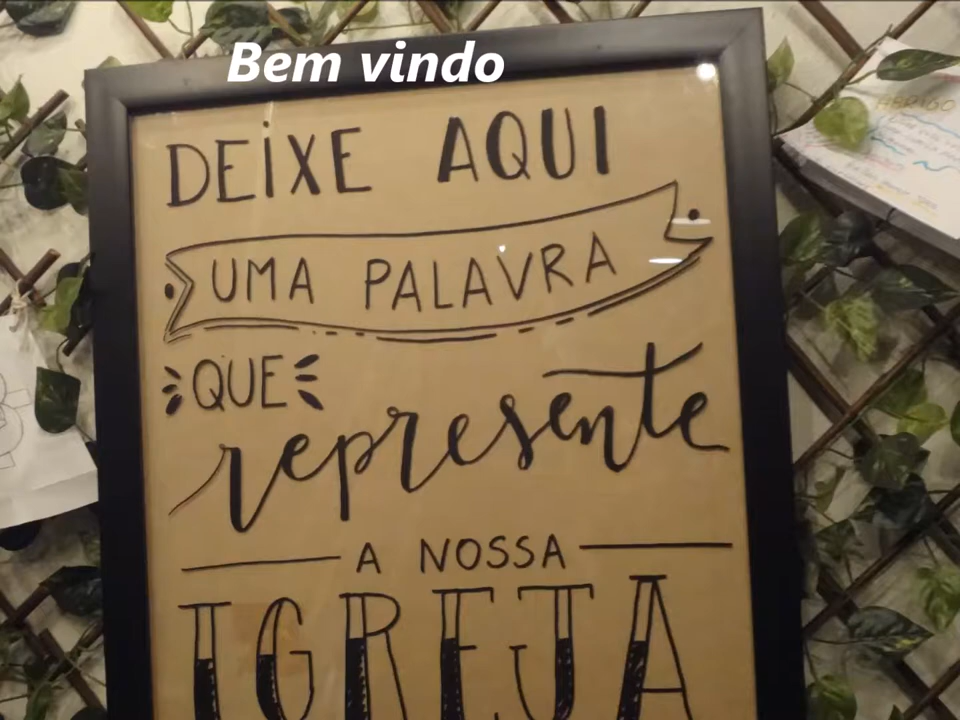 Bem vindo
DEIXE AQUI
UMA PALAVRA
QUE
represente
A NOSSA
IGREJA